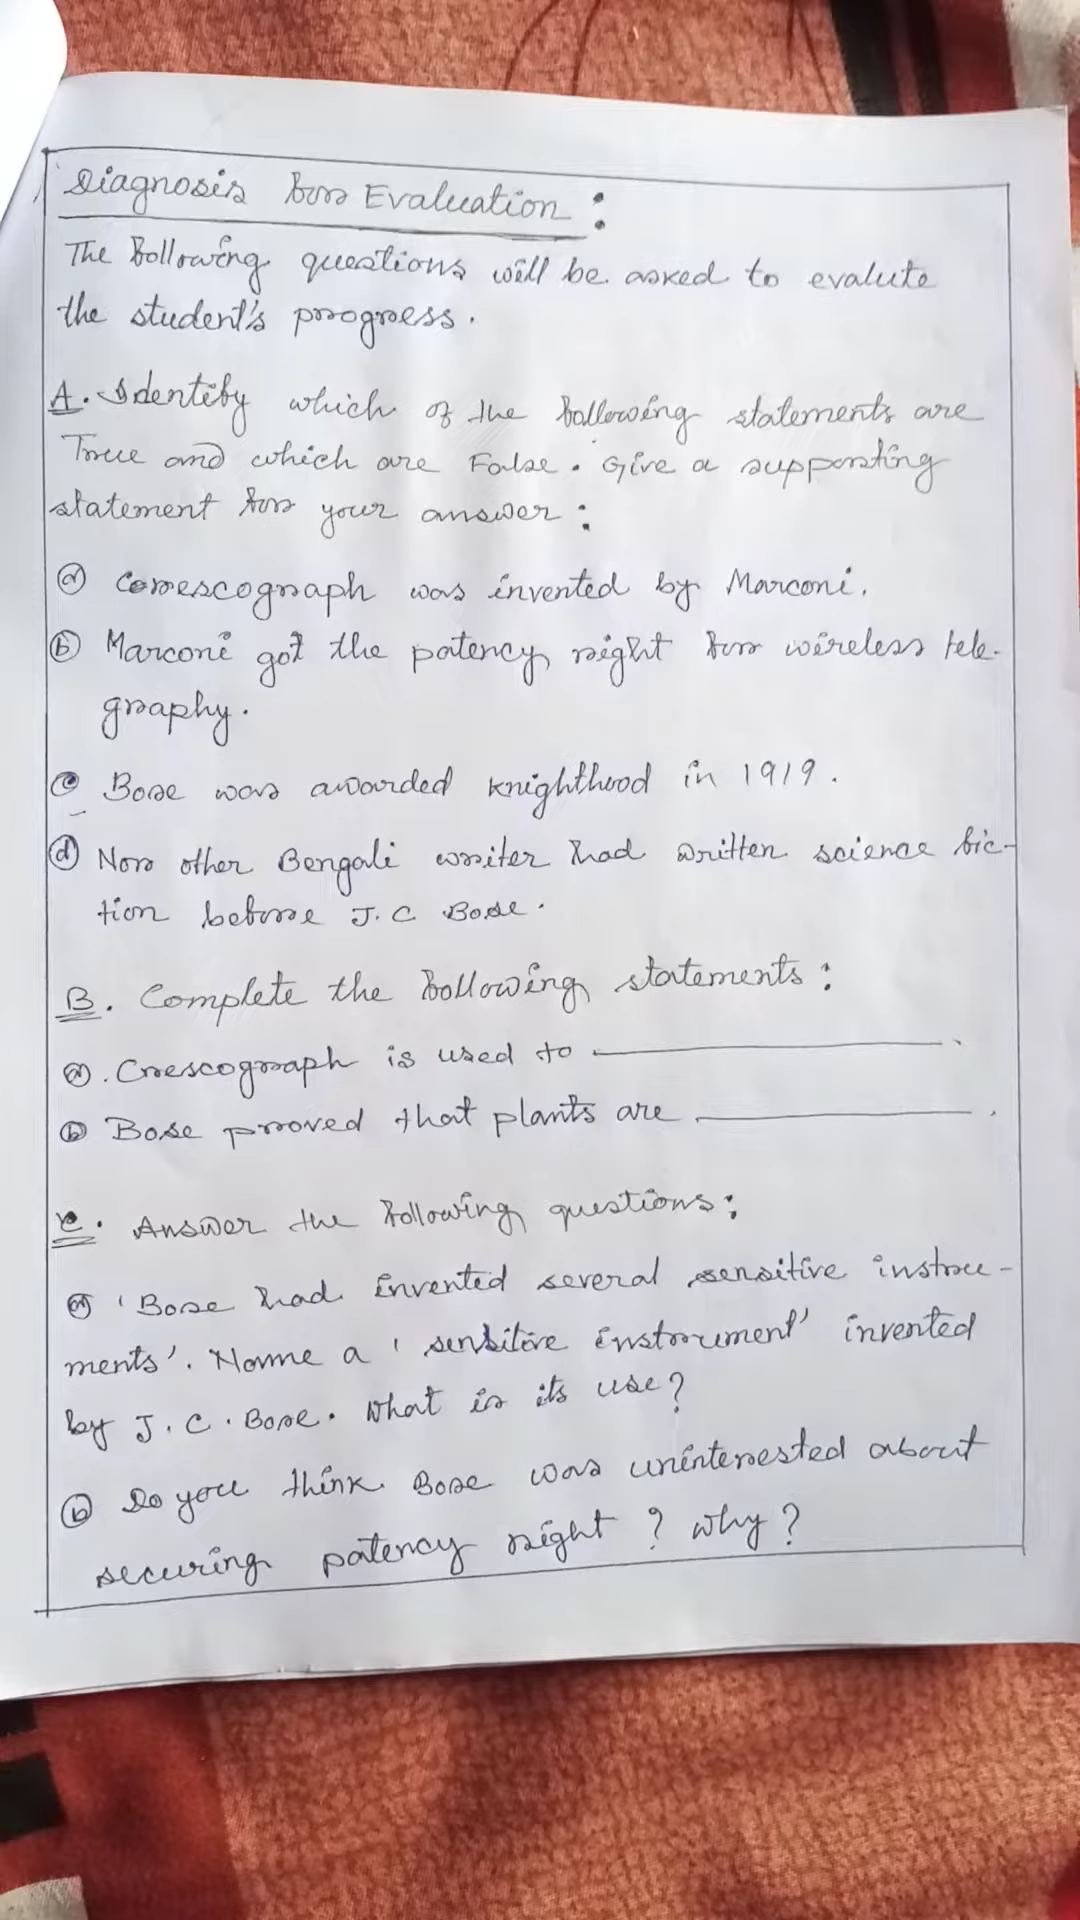 Diagnosis for Evaluation :
The following questions will be asked to evalute
the student's progress.
A. Identify which of the following statements are
True and which are False. Give a supporting
statement for your answer :
(a) Crescograph was invented by Marconi.
(b) Marconi got the patency right for wireless tele-
graphy.
(c) Bose was awarded knighthood in 1919.
(d) Nor other Bengali writer had written science fic-
tion before J.C Bose.
B. Complete the following statements :
(a). Crescograph is used to ————.
(b) Bose proved that plants are ————.
C. Answer the following questions :
(a) 'Bose had invented several sensitive instru-
ments'. Name a 'sensitive instrument' invented
by J.C. Bose. What is its use?
(b) Do you think Bose was uninterested about
securing patency right ? why?